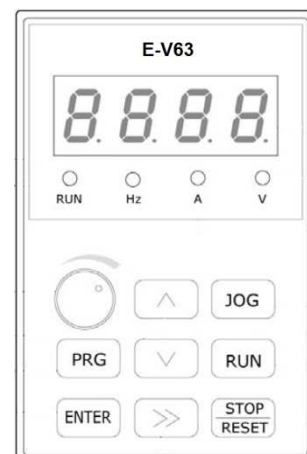 E-V63
8.8.8.8.
RUN Hz A V
JOG
PRG RUN
ENTER STOP
RESET